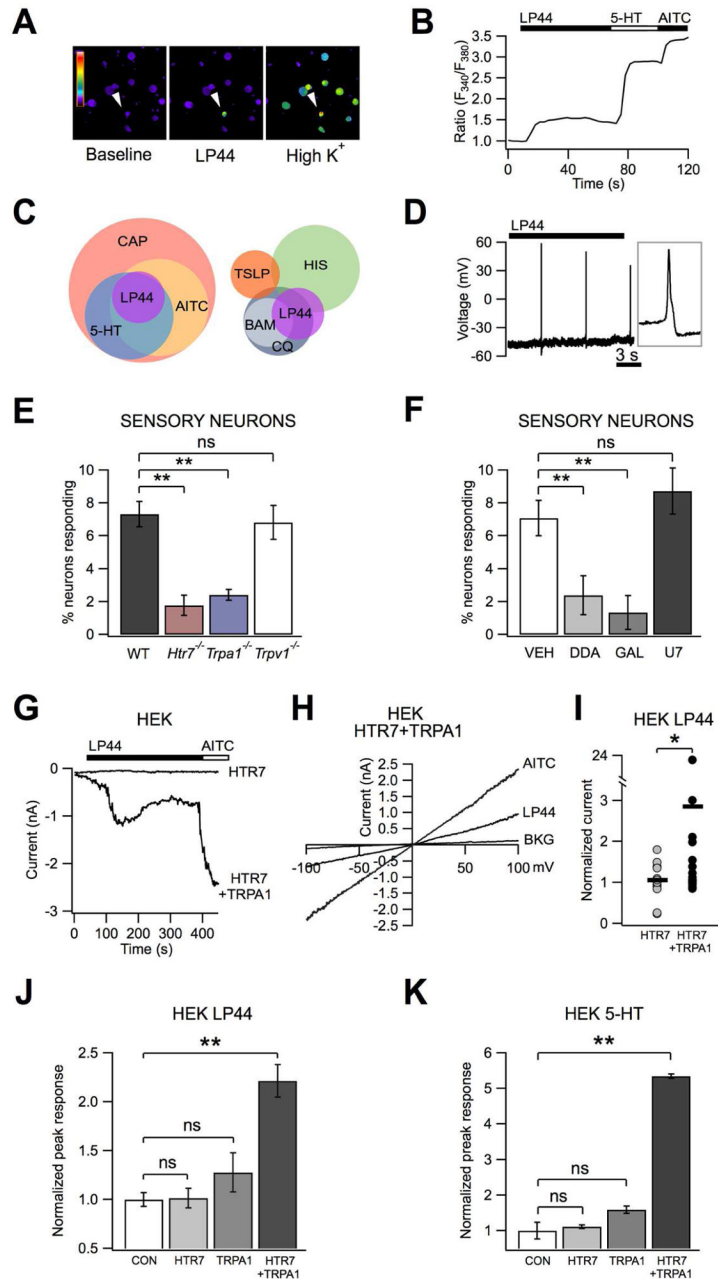 A
Baseline
LP44
High K+
B
LP44 5-HT AITC
Ratio (F340/F380)
3.5
3.0
2.5
2.0
1.5
1.0
0 40 80 120
Time (s)
C
CAP
LP44
AITC
5-HT
TSLP
HIS
LP44
BAM
CQ
D
LP44
Voltage (mV)
60
30
0
-30
-60
3 s
E
SENSORY NEURONS
ns
**
**
% neurons responding
10
8
6
4
2
0
WT Htr7-/- Trpa1-/- Trpv1-/-
F
SENSORY NEURONS
ns
**
**
% neurons responding
10
8
6
4
2
0
VEH DDA GAL U7
G
HEK
LP44 AITC
HTR7
HTR7
+TRPA1
Current (nA)
0
-1
-2
-3
0 100 200 300 400
Time (s)
H
HEK
HTR7+TRPA1
Current (nA)
2.5
2.0
1.5
1.0
0.5
-0.5
-1.0
-1.5
-2.0
-2.5
-100 -50 50 100
mV
AITC
LP44
BKG
I
HEK LP44
*
Normalized current
24
3
2
1
0
HTR7 HTR7
+TRPA1
J
HEK LP44
**
ns
ns
Normalized peak response
2.5
2.0
1.5
1.0
0.5
CON HTR7 TRPA1 HTR7
+TRPA1
K
HEK 5-HT
**
ns
ns
Normalized preak response
6
5
4
3
2
1
CON HTR7 TRPA1 HTR7
+TRPA1